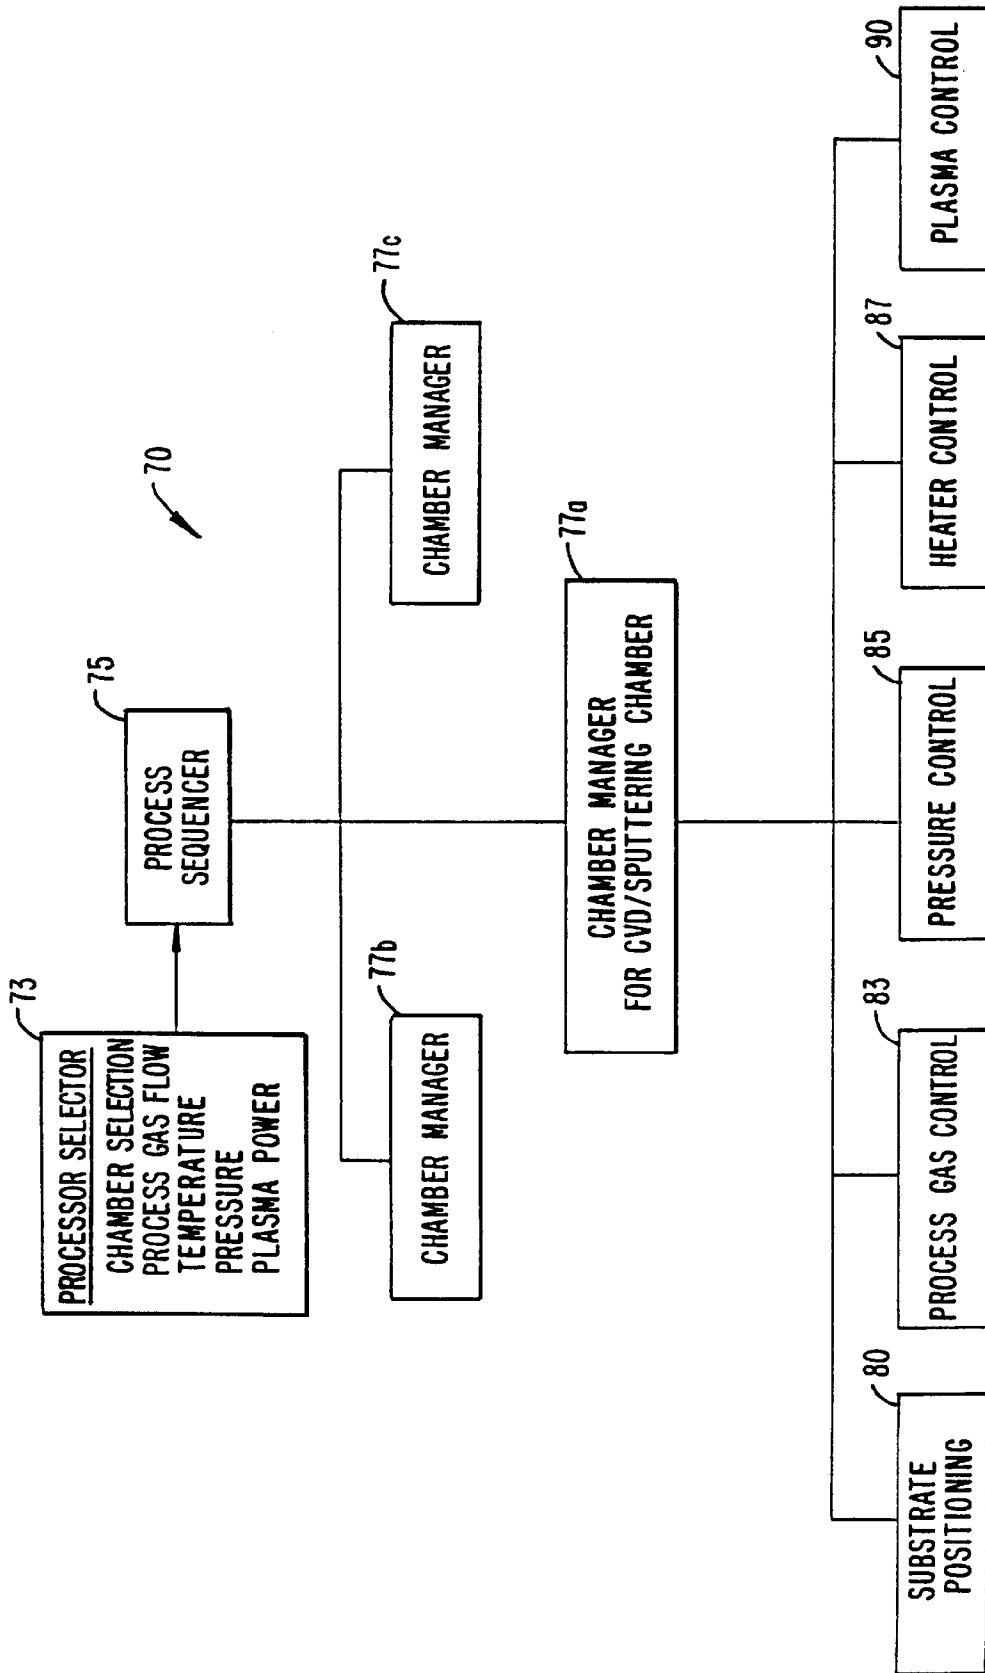 73
PROCESSOR SELECTOR
CHAMBER SELECTION
PROCESS GAS FLOW
TEMPERATURE
PRESSURE
PLASMA POWER
75
PROCESS
SEQUENCER
70
77b
CHAMBER MANAGER
77c
CHAMBER MANAGER
77a
CHAMBER MANAGER
FOR CVD/SPUTTERING CHAMBER
80
SUBSTRATE
POSITIONING
83
PROCESS GAS CONTROL
85
PRESSURE CONTROL
87
HEATER CONTROL
90
PLASMA CONTROL